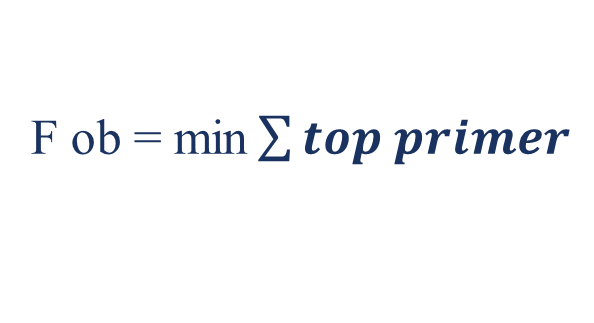 F ob = min ∑ top primer